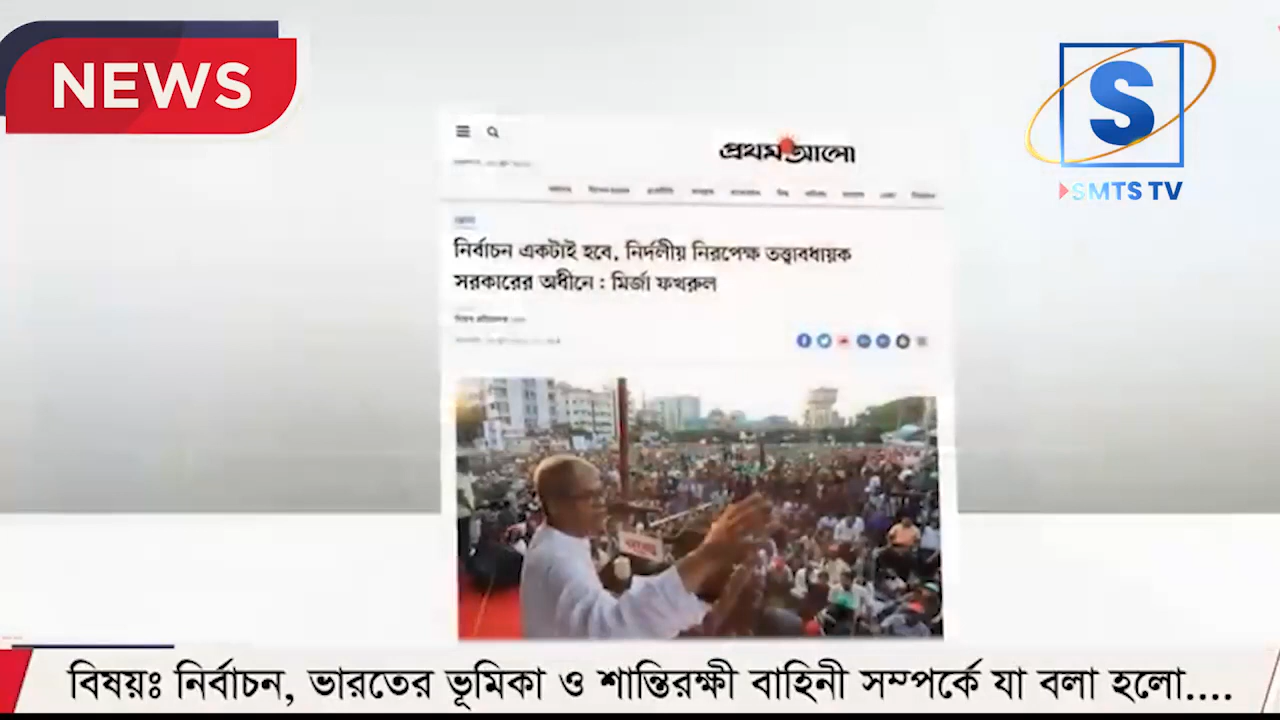 NEWS
S
SMTS TV
প্রথম আলো
নির্বাচন একটাই হবে, নির্দলীয় নিরপেক্ষ তত্ত্বাবধায়ক
সরকারের অধীনে : মির্জা ফখরুল
বিষয়ঃ নির্বাচন, ভারতের ভূমিকা ও শান্তিরক্ষী বাহিনী সম্পর্কে যা বলা হলো....